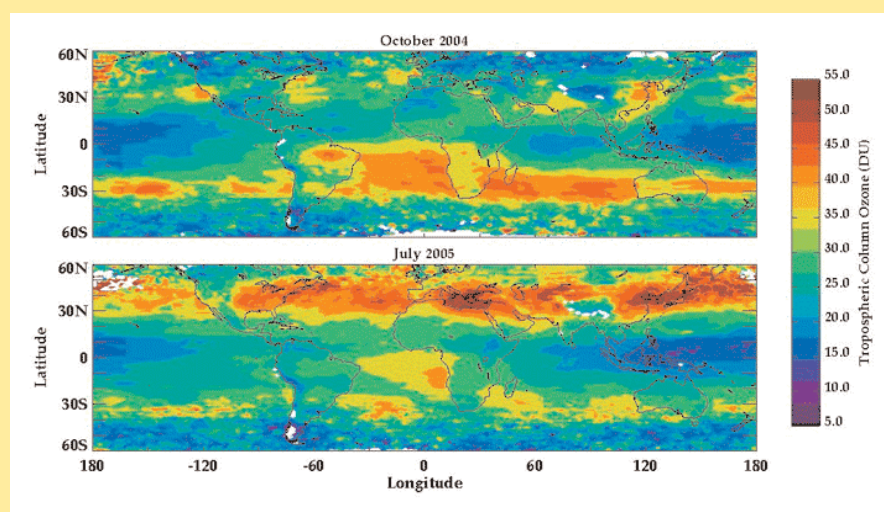 October 2004
60N
30N
0
30S
60S
Latitude
July 2005
60N
30N
0
30S
60S
Latitude
180
-120
-60
0
60
120
180
Longitude
55.0
50.0
45.0
40.0
35.0
30.0
25.0
15.0
10.0
5.0
Tropospheric Column Ozone (DU)